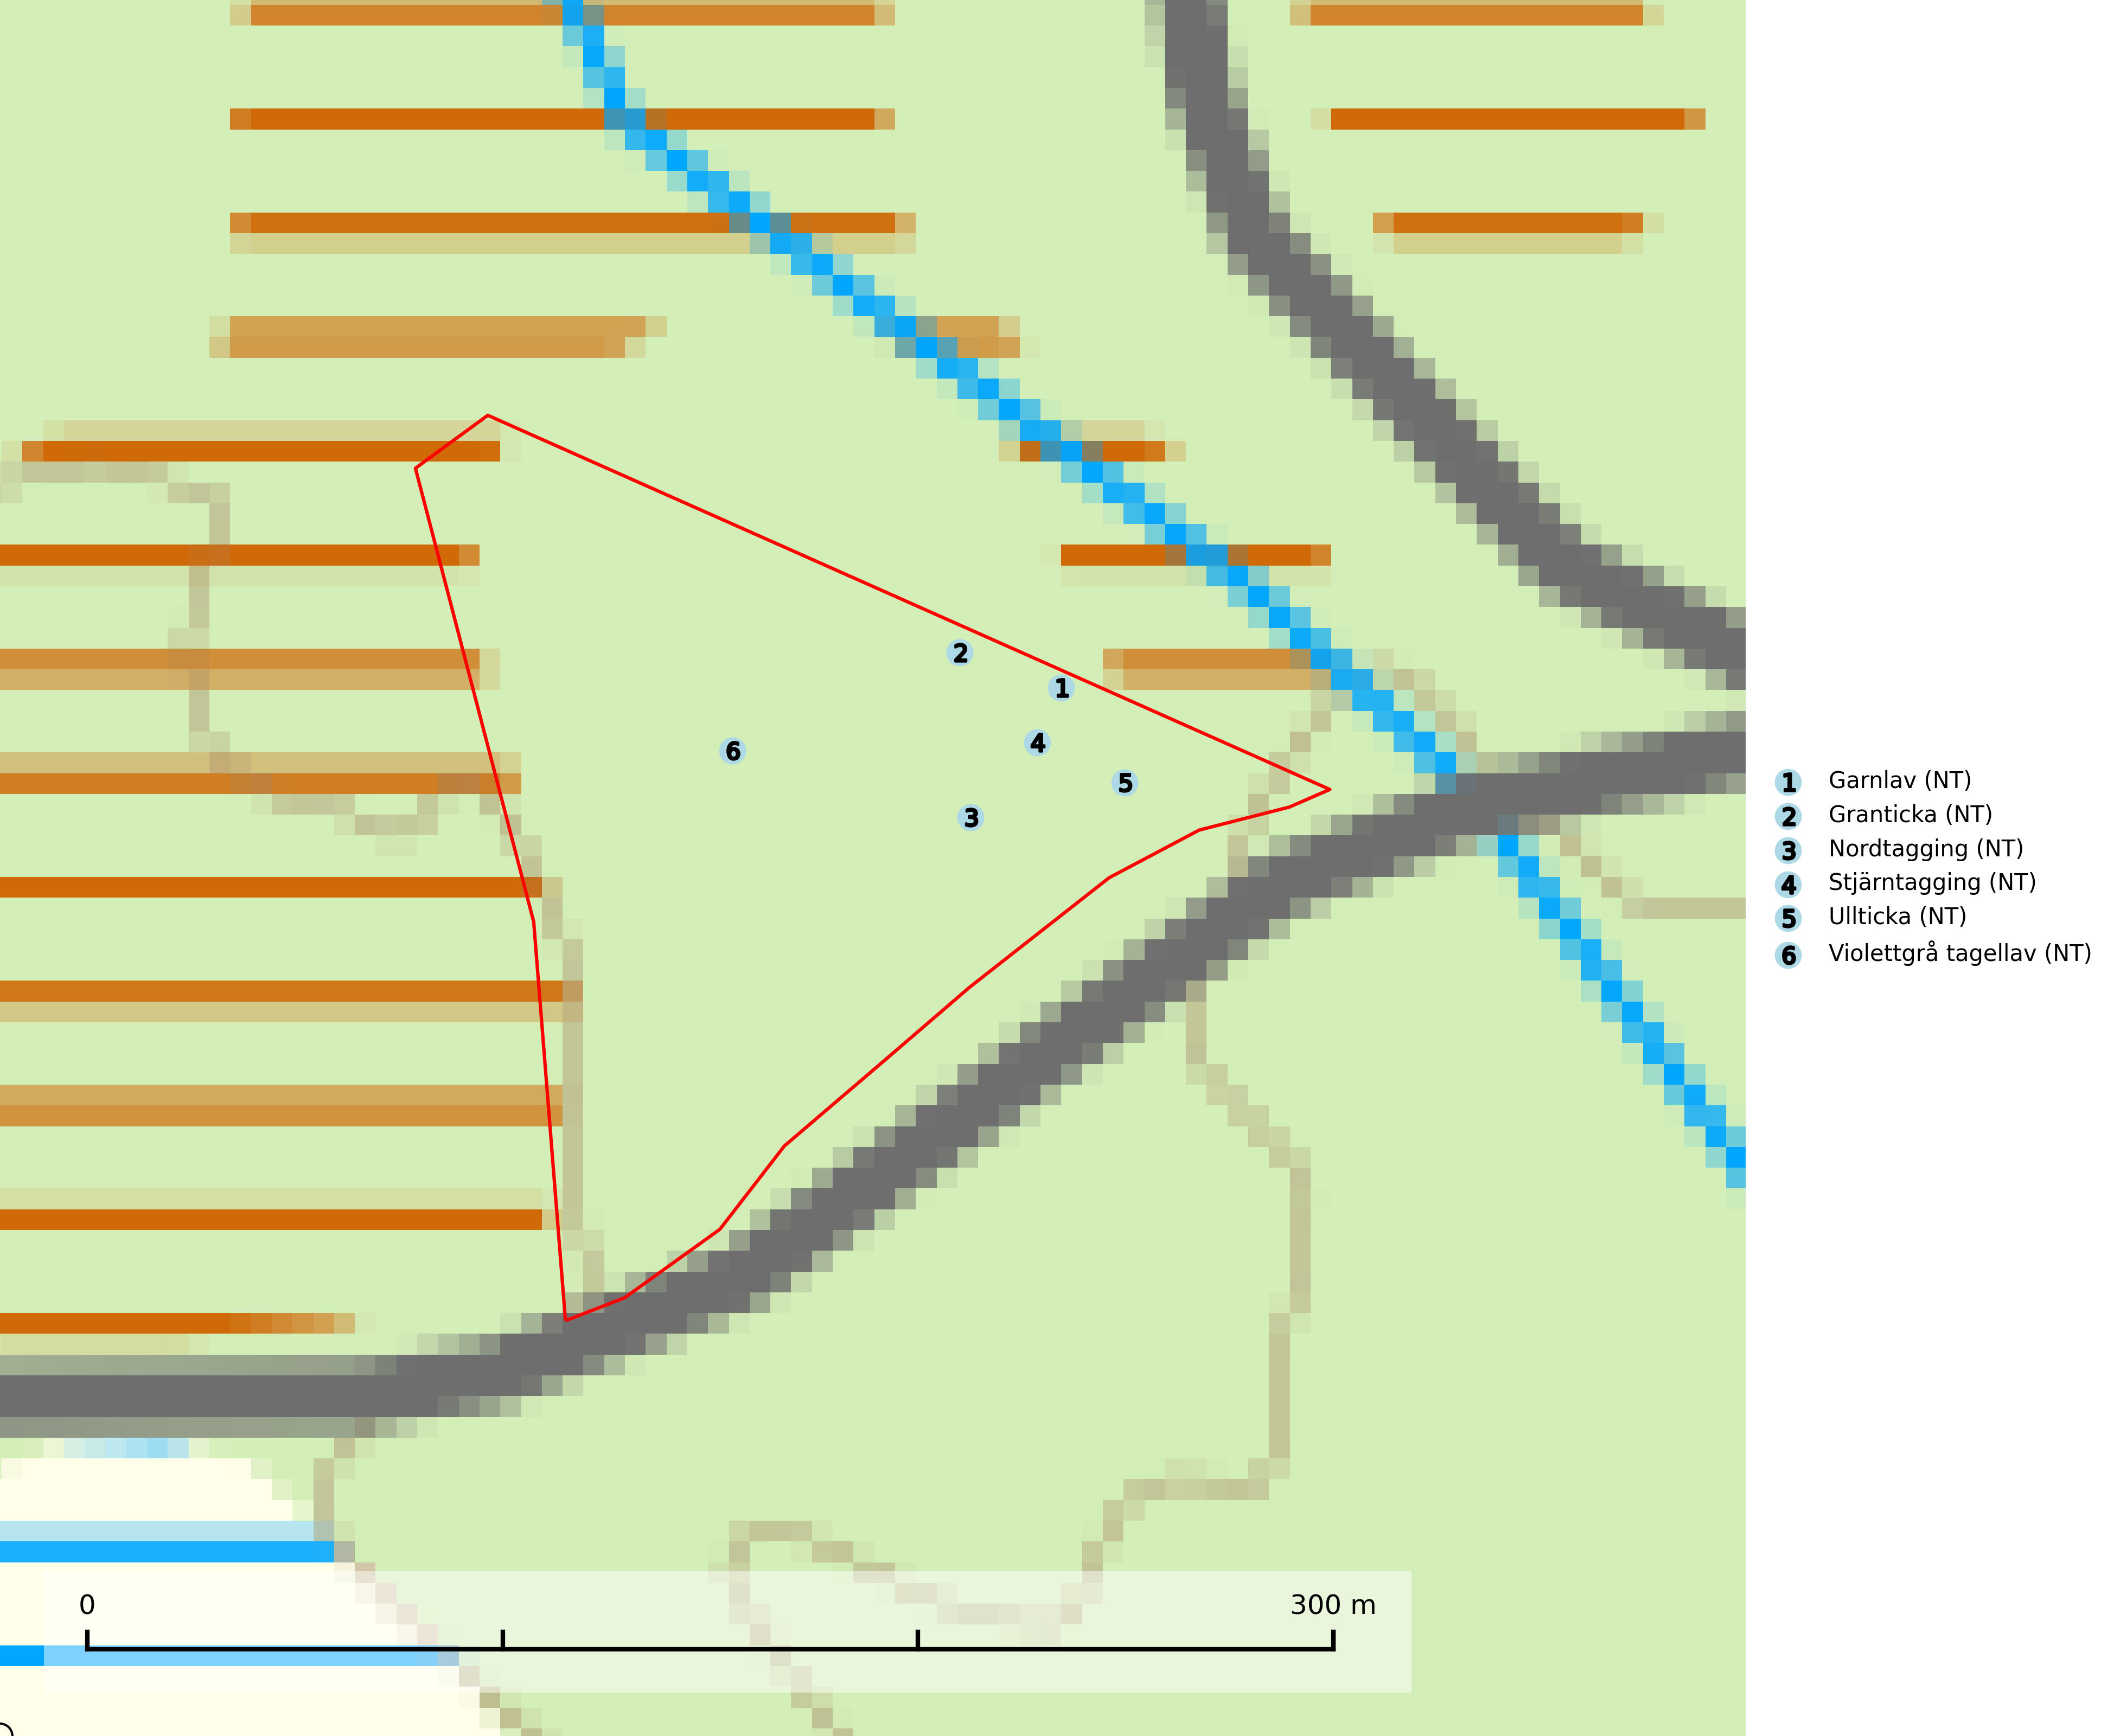 2
1
4
6
5
3
1 Garnlav (NT)
2 Granticka (NT)
3 Nordtagging (NT)
4 Stjärntagging (NT)
5 Ullticka (NT)
6 Violettgrå tagellav (NT)
0 300 m